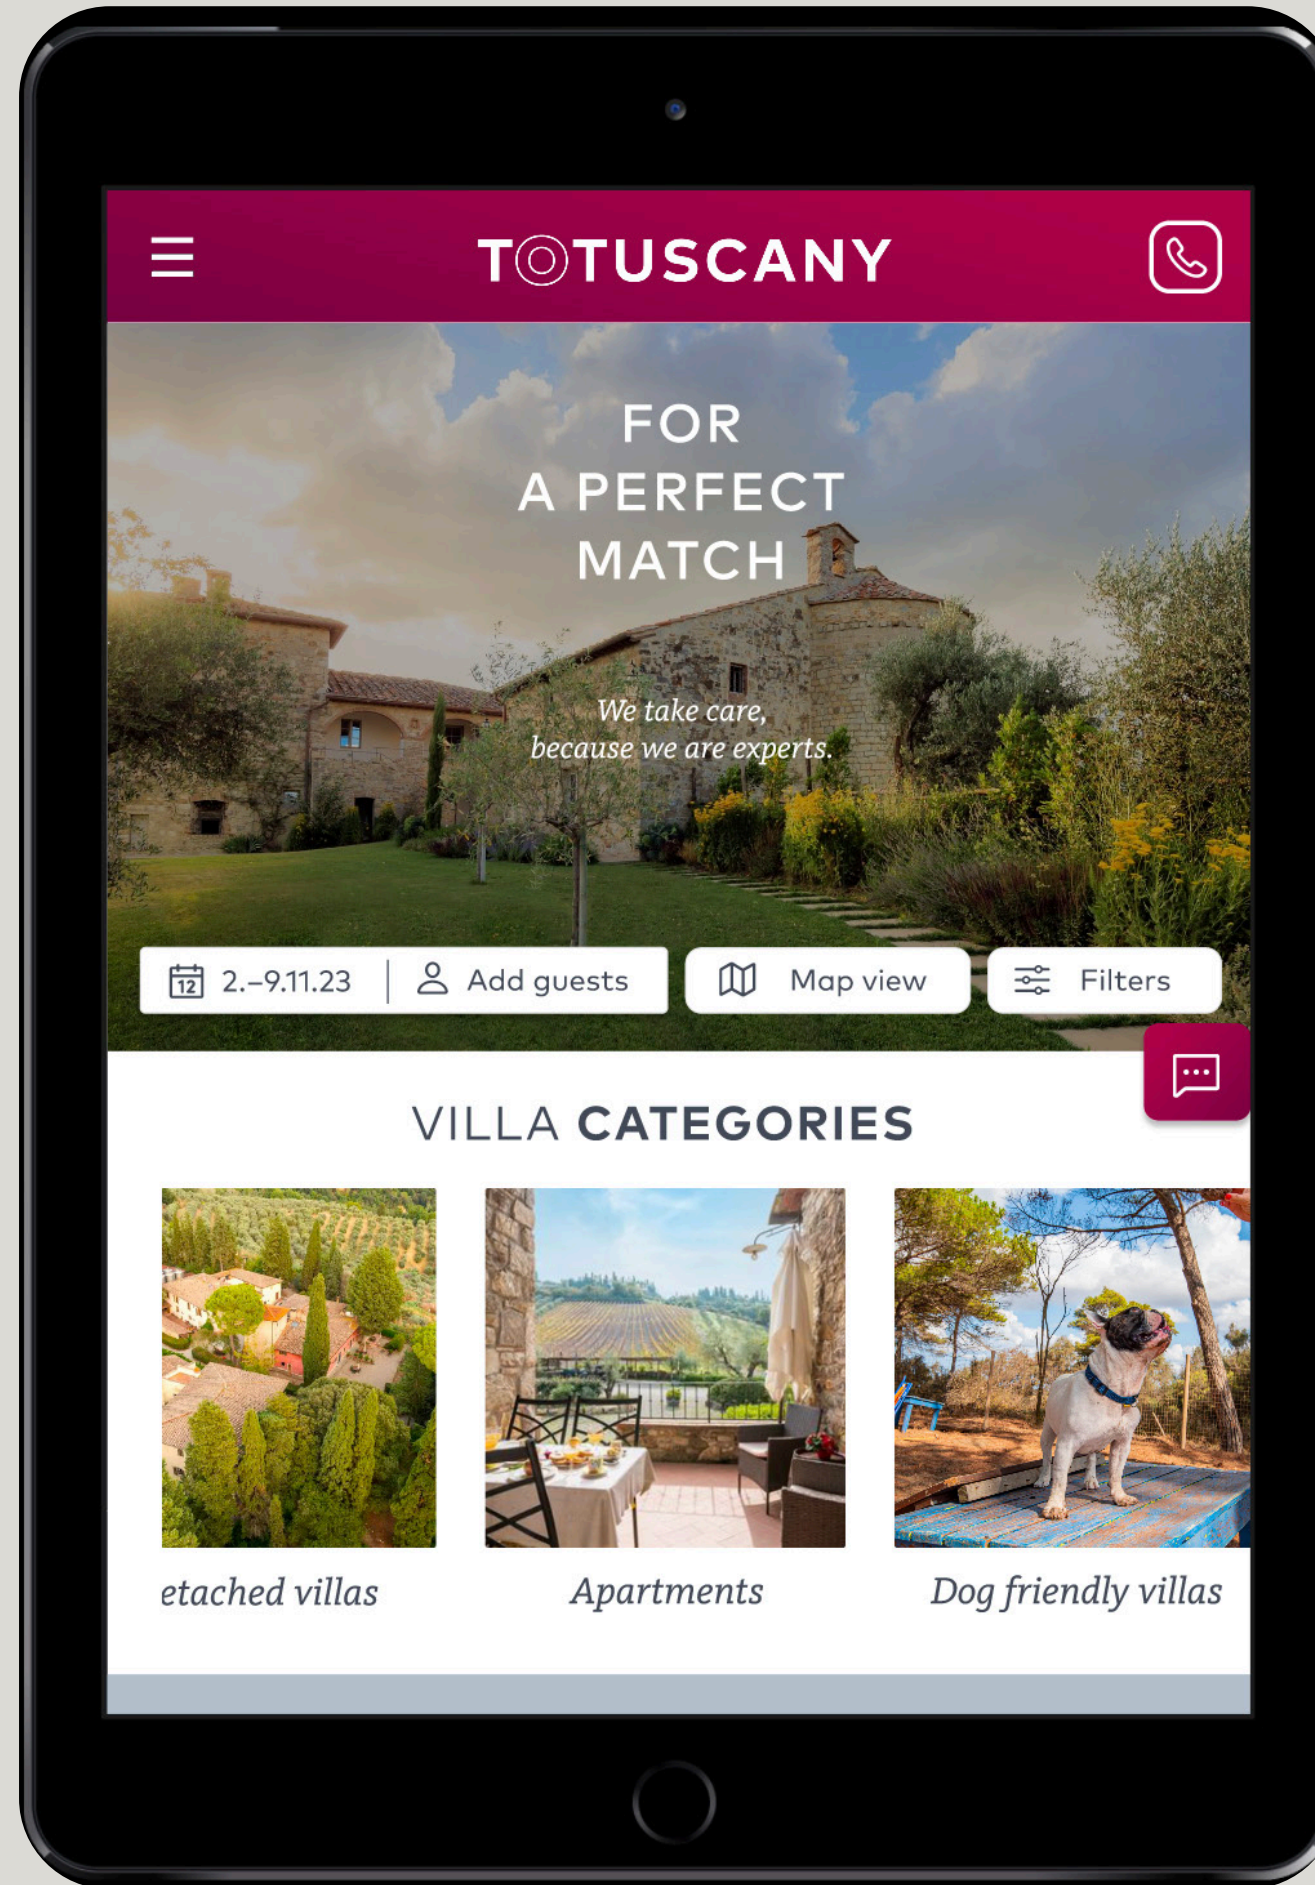 TOTUSCANY
FOR
A PERFECT
MATCH
We take care,
because we are experts.
12 2.–9.11.23 Add guests Map view Filters
VILLA CATEGORIES
etached villas Apartments Dog friendly villas